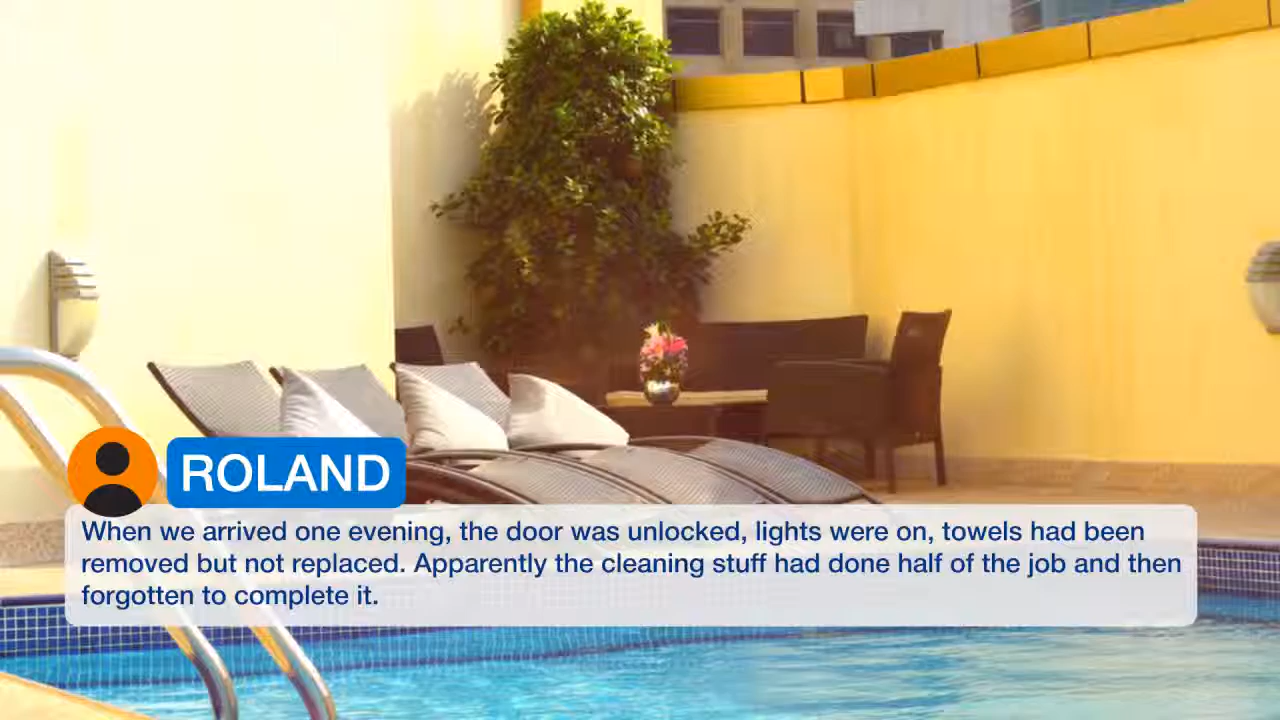 ROLAND
When we arrived one evening, the door was unlocked, lights were on, towels had been
removed but not replaced. Apparently the cleaning stuff had done half of the job and then
forgotten to complete it.